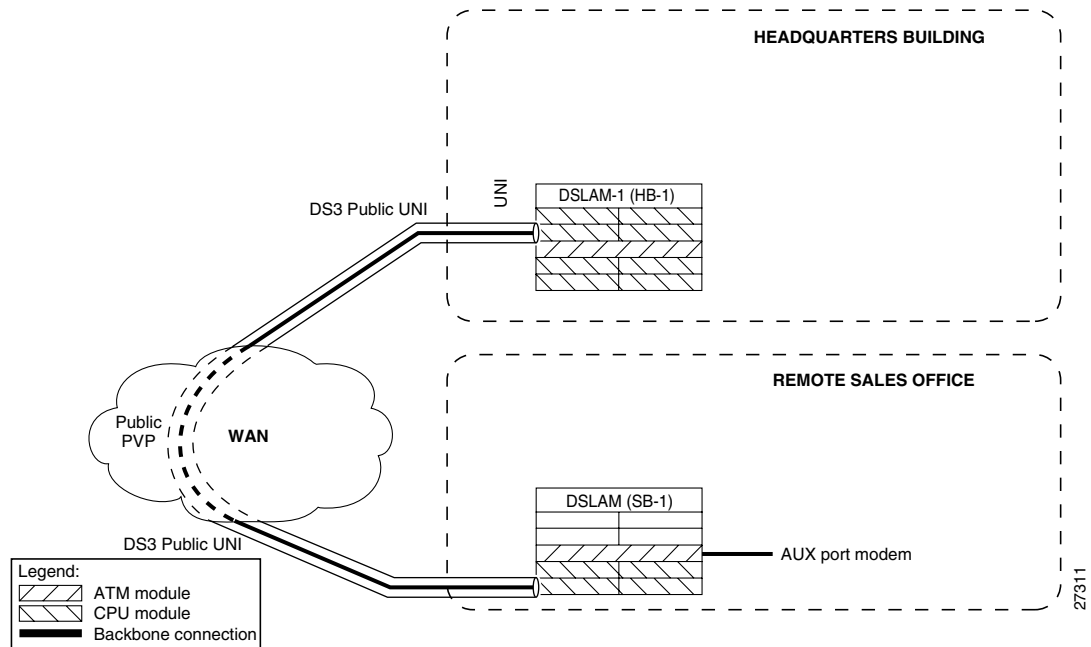 HEADQUARTERS BUILDING
UNI
DSLAM-1 (HB-1)
DS3 Public UNI
REMOTE SALES OFFICE
Public
PVP
WAN
DSLAM (SB-1)
DS3 Public UNI
AUX port modem
Legend:
ATM module
CPU module
Backbone connection
27311